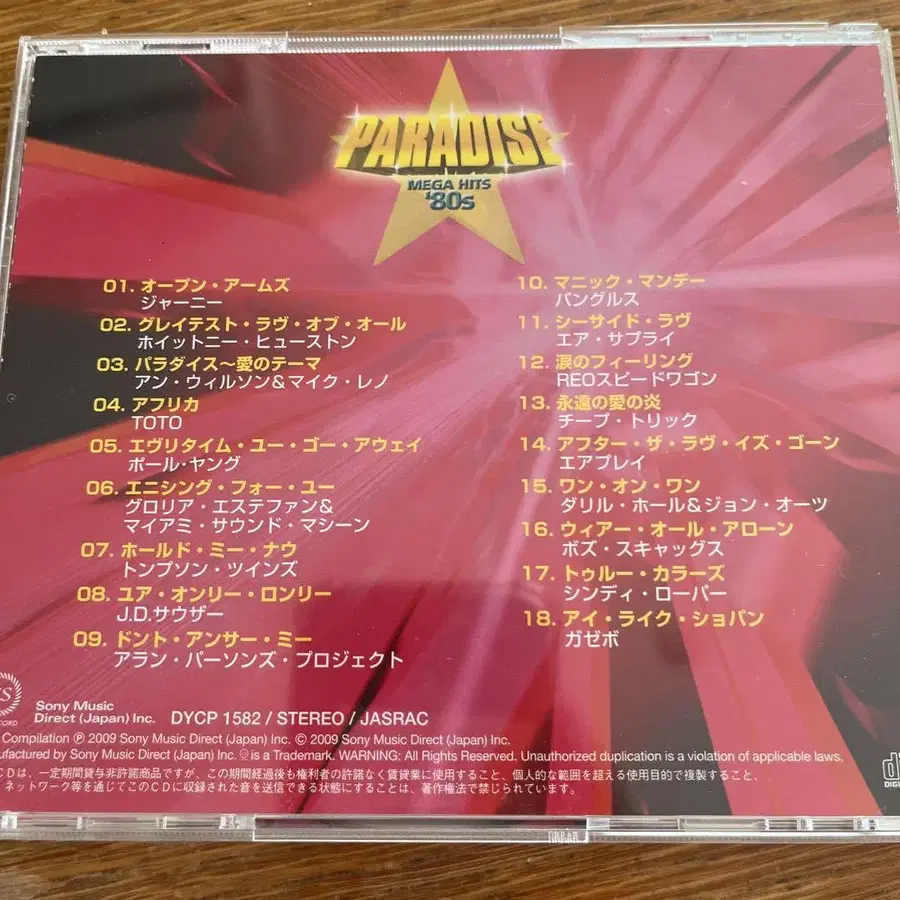 PARADISE
MEGA HITS
'80s
01. オープン・アームズ
ジャーニー
02. グレイテスト・ラヴ・オブ・オール
ホイットニー・ヒューストン
03. パラダイス〜愛のテーマ
アン・ウィルソン&マイク・レノ
04. アフリカ
TOTO
05. エヴリタイム・ユー・ゴー・アウェイ
ポール・ヤング
06. エニシング・フォー・ユー
グロリア・エステファン&
マイアミ・サウンド・マシーン
07. ホールド・ミー・ナウ
トンプソン・ツインズ
08. ユア・オンリー・ロンリー
J.D.サウザー
09. ドント・アンサー・ミー
アラン・パーソンズ・プロジェクト
10. マニック・マンデー
バングルス
11. シーサイド・ラヴ
エア・サプライ
12. 涙のフィーリング
REOスピードワゴン
13. 永遠の愛の炎
チープ・トリック
14. アフター・ザ・ラヴ・イズ・ゴーン
エアプレイ
15. ワン・オン・ワン
ダリル・ホール&ジョン・オーツ
16. ウィアー・オール・アローン
ボズ・スキャッグス
17. トゥルー・カラーズ
シンディ・ローパー
18. アイ・ライク・ショパン
ガゼボ
Sony Music
Direct (Japan) Inc. DYCP 1582 / STEREO / JASRAC
Compilation ℗ 2009 Sony Music Direct (Japan) Inc. © 2009 Sony Music Direct (Japan) Inc.
ufactured by Sony Music Direct (Japan) Inc. is a Trademark. WARNING: All Rights Reserved. Unauthorized duplication is a violation of applicable laws.
CDは、一定期間貸与非許諾商品ですが、この期間経過後も権利者の許諾なく賃貸業に使用すること、個人的な範囲を超える使用目的で複製すること、
ネットワーク等を通じてこのCDに収録された音を送信できる状態にすることは、著作権法で禁じられています。